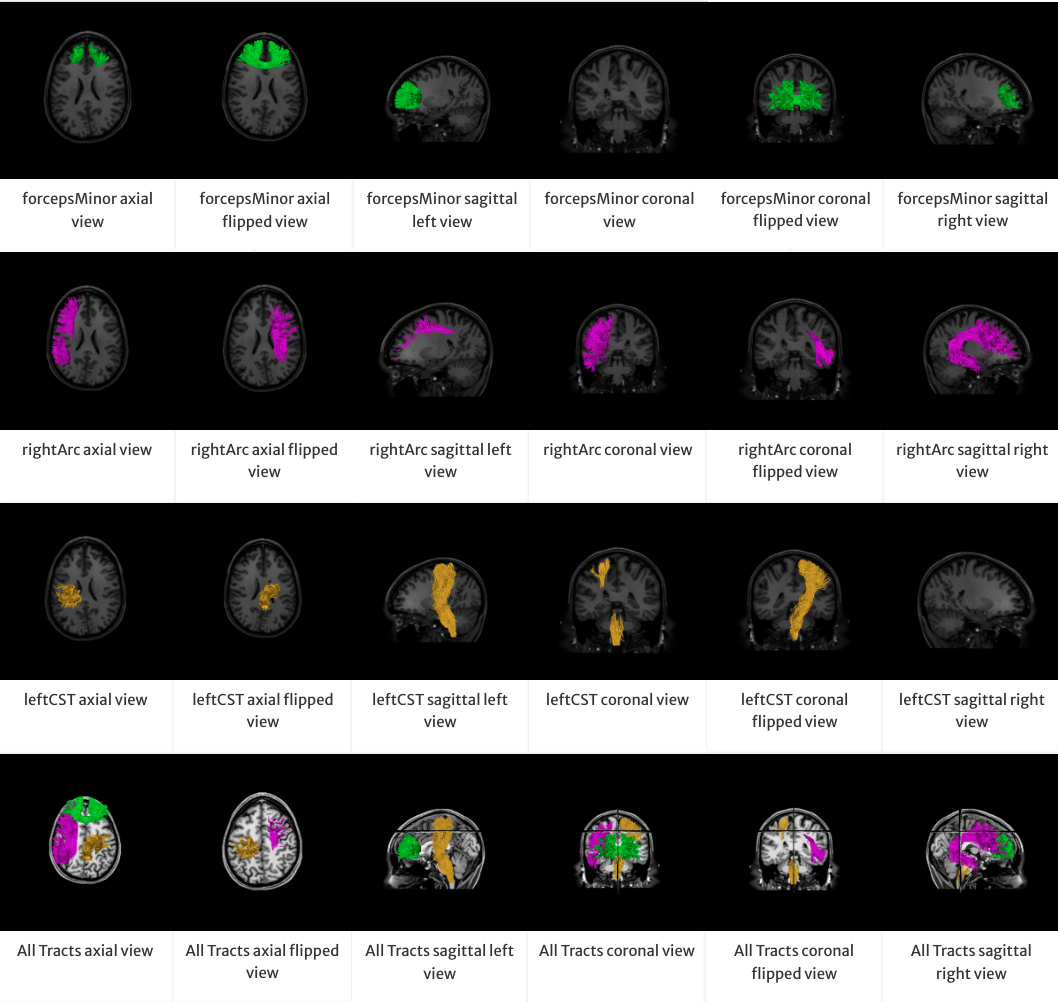 forcepsMinor axial
view
forcepsMinor axial
flipped view
forcepsMinor sagittal
left view
forcepsMinor coronal
view
forcepsMinor coronal
flipped view
forcepsMinor sagittal
right view
rightArc axial view
rightArc axial flipped
view
rightArc sagittal left
view
rightArc coronal view
rightArc coronal
flipped view
rightArc sagittal right
view
leftCST axial view
leftCST axial flipped
view
leftCST sagittal left
view
leftCST coronal view
leftCST coronal
flipped view
leftCST sagittal right
view
All Tracts axial view
All Tracts axial flipped
view
All Tracts sagittal left
view
All Tracts coronal view
All Tracts coronal
flipped view
All Tracts sagittal
right view